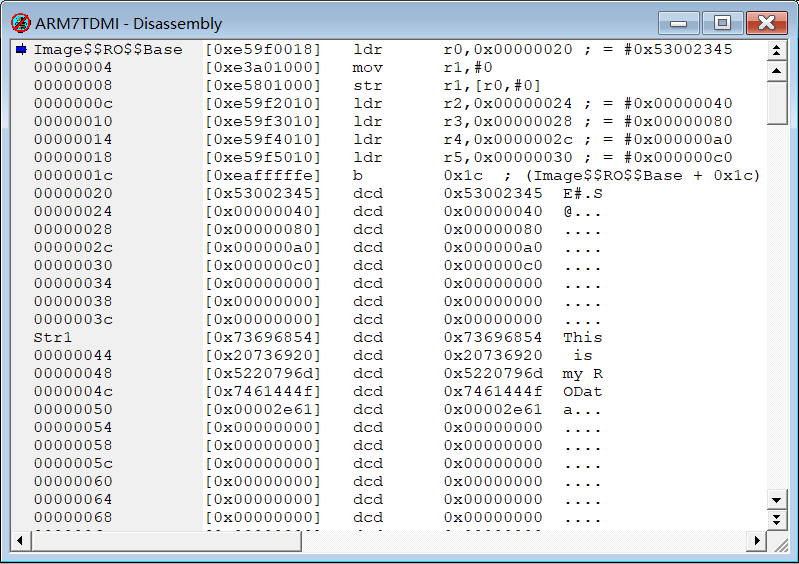 ARM7TDMI - Disassembly
Image$$RO$$Base [0xe59f0018] ldr r0,0x00000020 ; = #0x53002345
00000004 [0xe3a01000] mov r1,#0
00000008 [0xe5801000] str r1,[r0,#0]
0000000c [0xe59f2010] ldr r2,0x00000024 ; = #0x00000040
00000010 [0xe59f3010] ldr r3,0x00000028 ; = #0x00000080
00000014 [0xe59f4010] ldr r4,0x0000002c ; = #0x000000a0
00000018 [0xe59f5010] ldr r5,0x00000030 ; = #0x000000c0
0000001c [0xeafffffe] b 0x1c ; (Image$$RO$$Base + 0x1c)
00000020 [0x53002345] dcd 0x53002345 E#.S
00000024 [0x00000040] dcd 0x00000040 @...
00000028 [0x00000080] dcd 0x00000080 ....
0000002c [0x000000a0] dcd 0x000000a0 ....
00000030 [0x000000c0] dcd 0x000000c0 ....
00000034 [0x00000000] dcd 0x00000000 ....
00000038 [0x00000000] dcd 0x00000000 ....
0000003c [0x00000000] dcd 0x00000000 ....
Str1 [0x73696854] dcd 0x73696854 This
00000044 [0x20736920] dcd 0x20736920 is
00000048 [0x5220796d] dcd 0x5220796d my R
0000004c [0x7461444f] dcd 0x7461444f ODat
00000050 [0x00002e61] dcd 0x00002e61 a...
00000054 [0x00000000] dcd 0x00000000 ....
00000058 [0x00000000] dcd 0x00000000 ....
0000005c [0x00000000] dcd 0x00000000 ....
00000060 [0x00000000] dcd 0x00000000 ....
00000064 [0x00000000] dcd 0x00000000 ....
00000068 [0x00000000] dcd 0x00000000 ....